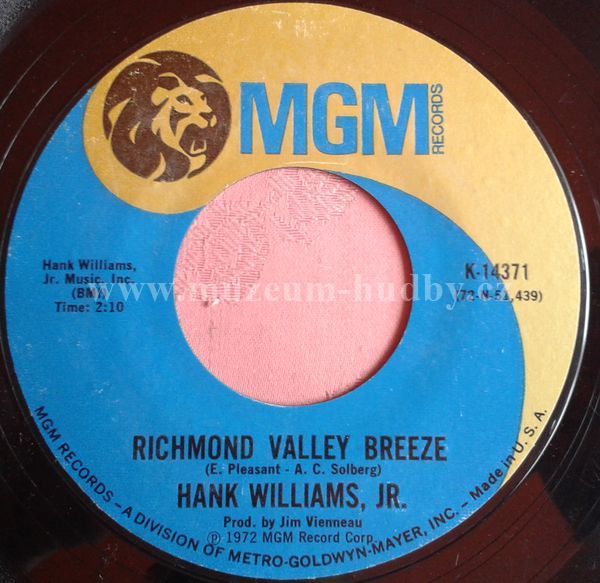 MGM
RECORDS
Hank Williams,
Jr. Music, Inc.
(BMI)
Time: 2:10
K-14371
(72-N-51,439)
www.muzeum-hudby.cz
RICHMOND VALLEY BREEZE
(E. Pleasant - A. C. Solberg)
HANK WILLIAMS, JR.
Prod. by Jim Vienneau
℗ 1972 MGM Record Corp.
MGM RECORDS - A DIVISION OF METRO-GOLDWYN-MAYER, INC. - Made in U.S.A.